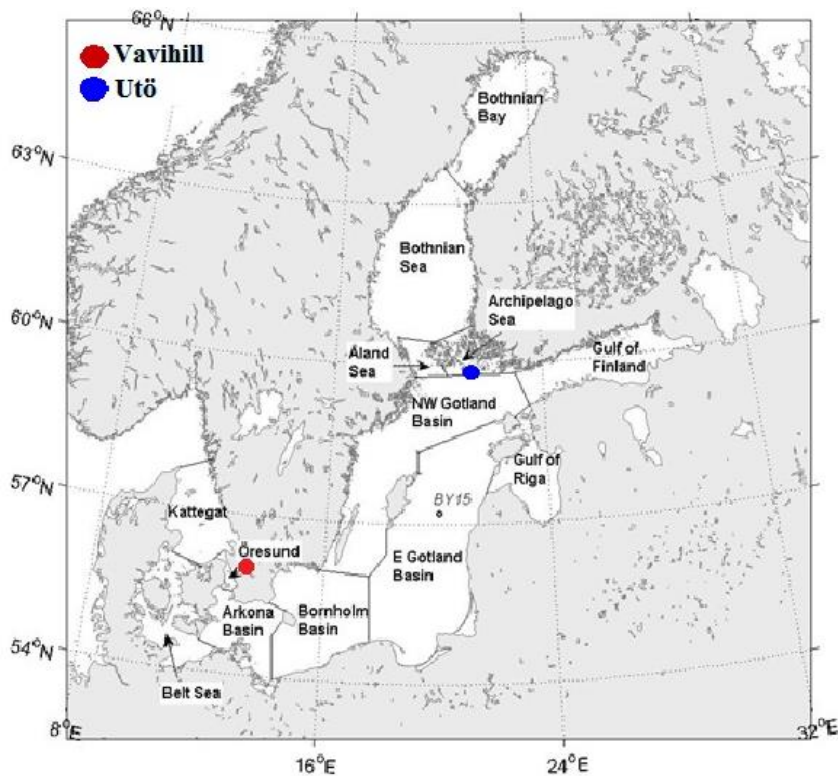 66°N
Vavihill
Utö
Bothnian
Bay
63°N
Bothnian
Sea
Archipelago
Sea
60°N
Åland
Sea
Gulf of
Finland
NW Gotland
Basin
57°N
Gulf of
Riga
BY15
Kattegat
Öresund
E Gotland
Basin
Arkona
Basin
Bornholm
Basin
54°N
Belt Sea
8°E
16°E
24°E
32°E